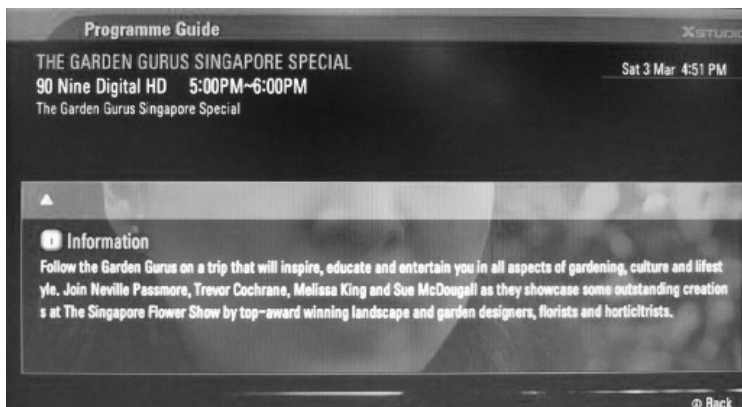 Programme Guide
XSTUDIO
THE GARDEN GURUS SINGAPORE SPECIAL
Sat 3 Mar 4:51 PM
90 Nine Digital HD 5:00PM~6:00PM
The Garden Gurus Singapore Special
i Information
Follow the Garden Gurus on a trip that will inspire, educate and entertain you in all aspects of gardening, culture and lifest
yle. Join Neville Passmore, Trevor Cochrane, Melissa King and Sue McDougall as they showcase some outstanding creation
s at The Singapore Flower Show by top-award winning landscape and garden designers, florists and horticltrists.
Back